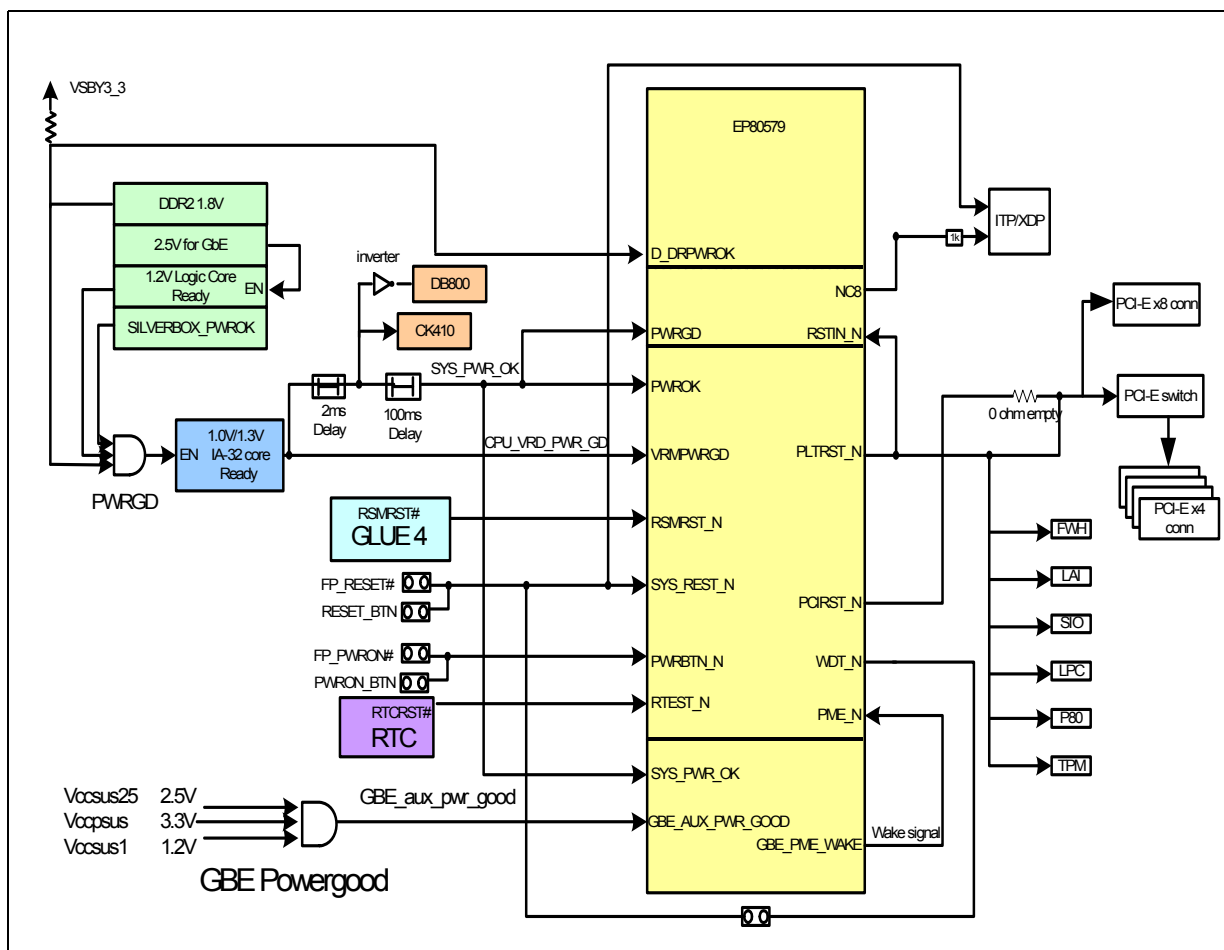 VSBY3_3
EP80579
DDR2 1.8V
2.5V for GbE
1.2V Logic Core
Ready
EN
SILVERBOX_PWROK
inverter
DB800
CK410
D_DRPWROK
ITP/XDP
1k
NC8
PWRGD
RSTIN_N
PCI-E x8 conn
SYS_PWR_OK
PWROK
2ms
Delay
100ms
Delay
0 ohm empty
PCI-E switch
EN
1.0V/1.3V
IA-32 core
Ready
PWRGD
CPU_VRD_PWR_GD
VRMPWRGD
PLTRST_N
PCI-E x4
conn
RSMRST#
GLUE 4
RSMRST_N
FWH
FP_RESET#
RESET_BTN
SYS_REST_N
LAI
PCIRST_N
SIO
FP_PWRON#
PWRON_BTN
PWRBTN_N
WDT_N
LPC
RTCRST#
RTC
RTEST_N
PME_N
P80
SYS_PWR_OK
TPM
Vccsus25 2.5V
Vccpsus 3.3V
Vccsus1 1.2V
GBE_aux_pwr_good
GBE_AUX_PWR_GOOD
GBE_PME_WAKE
Wake signal
GBE Powergood